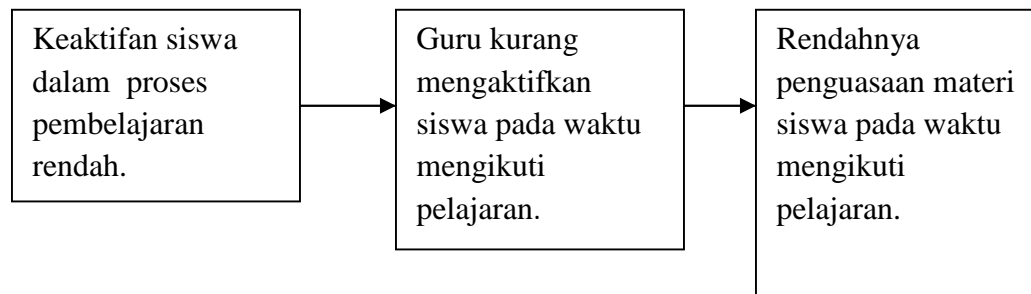 Keaktifan siswa
dalam proses
pembelajaran
rendah.
Guru kurang
mengaktifkan
siswa pada waktu
mengikuti
pelajaran.
Rendahnya
penguasaan materi
siswa pada waktu
mengikuti
pelajaran.